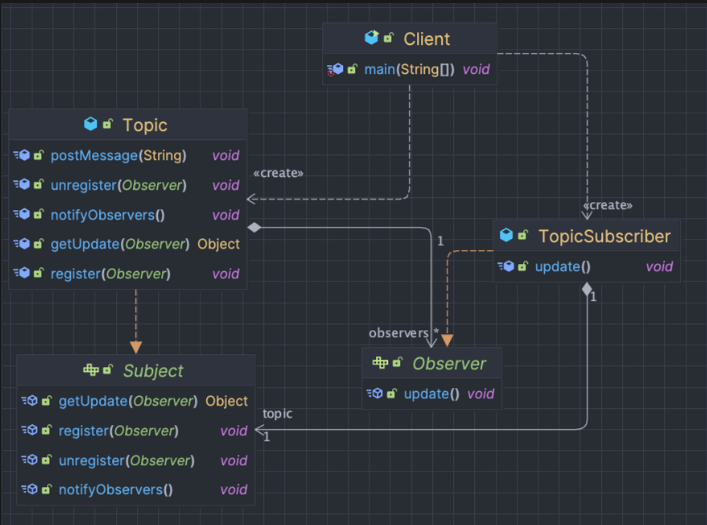 Client
main(String[]) void
Topic
postMessage(String) void
unregister(Observer) void
notifyObservers() void
getUpdate(Observer) Object
register(Observer) void
«create»
«create»
1
TopicSubscriber
update() void
1
observers *
Observer
update() void
Subject
getUpdate(Observer) Object
register(Observer) void
unregister(Observer) void
notifyObservers() void
topic
1